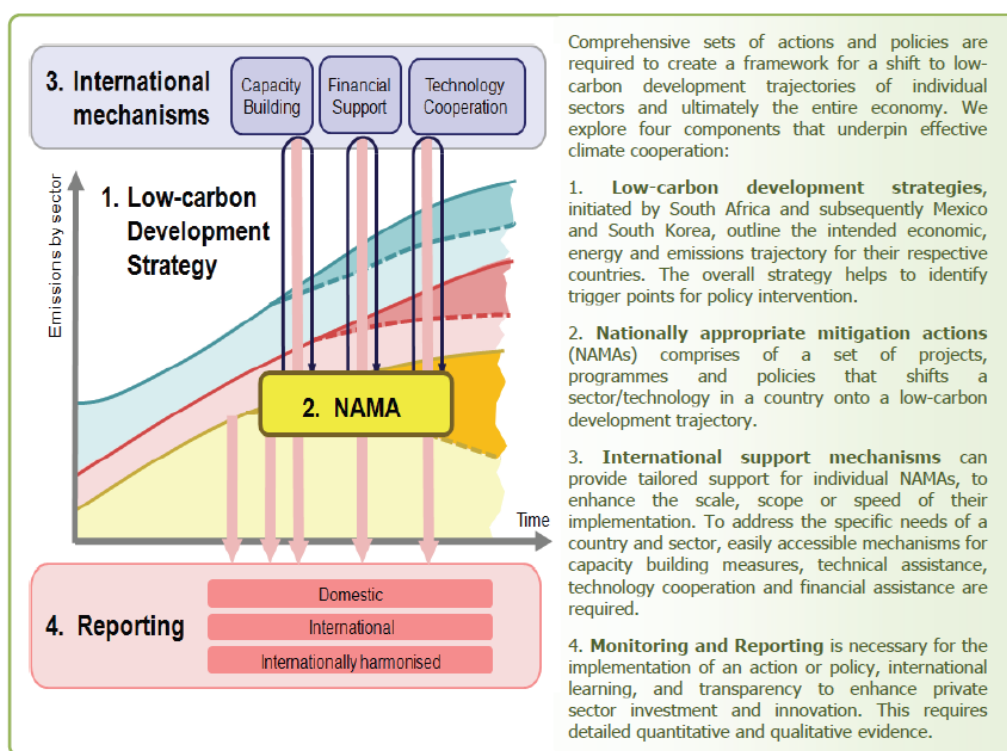 3. International
mechanisms
Capacity
Building
Financial
Support
Technology
Cooperation
Emissions by sector
1. Low-carbon
Development
Strategy
2. NAMA
Time
4. Reporting
Domestic
International
Internationally harmonised
Comprehensive sets of actions and policies are
required to create a framework for a shift to low-
carbon development trajectories of individual
sectors and ultimately the entire economy. We
explore four components that underpin effective
climate cooperation:
1. Low-carbon development strategies,
initiated by South Africa and subsequently Mexico
and South Korea, outline the intended economic,
energy and emissions trajectory for their respective
countries. The overall strategy helps to identify
trigger points for policy intervention.
2. Nationally appropriate mitigation actions
(NAMAs) comprises of a set of projects,
programmes and policies that shifts a
sector/technology in a country onto a low-carbon
development trajectory.
3. International support mechanisms can
provide tailored support for individual NAMAs, to
enhance the scale, scope or speed of their
implementation. To address the specific needs of a
country and sector, easily accessible mechanisms for
capacity building measures, technical assistance,
technology cooperation and financial assistance are
required.
4. Monitoring and Reporting is necessary for the
implementation of an action or policy, international
learning, and transparency to enhance private
sector investment and innovation. This requires
detailed quantitative and qualitative evidence.